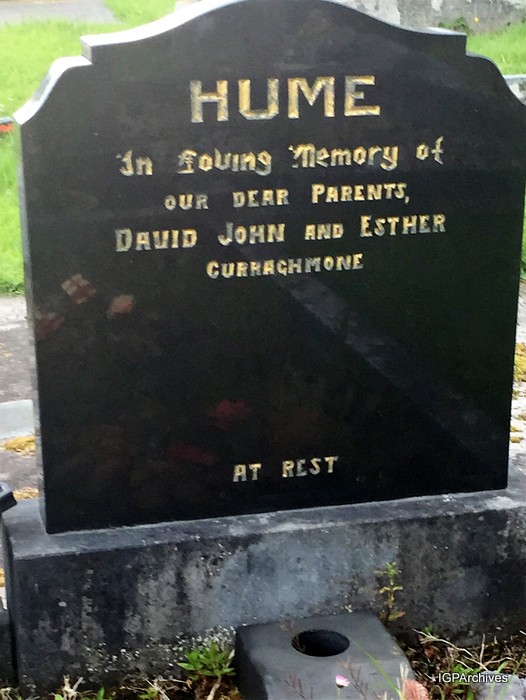 HUME
In Loving Memory of
OUR DEAR PARENTS,
DAVID JOHN AND ESTHER
CURRAGHMONE
AT REST
IGPArchives